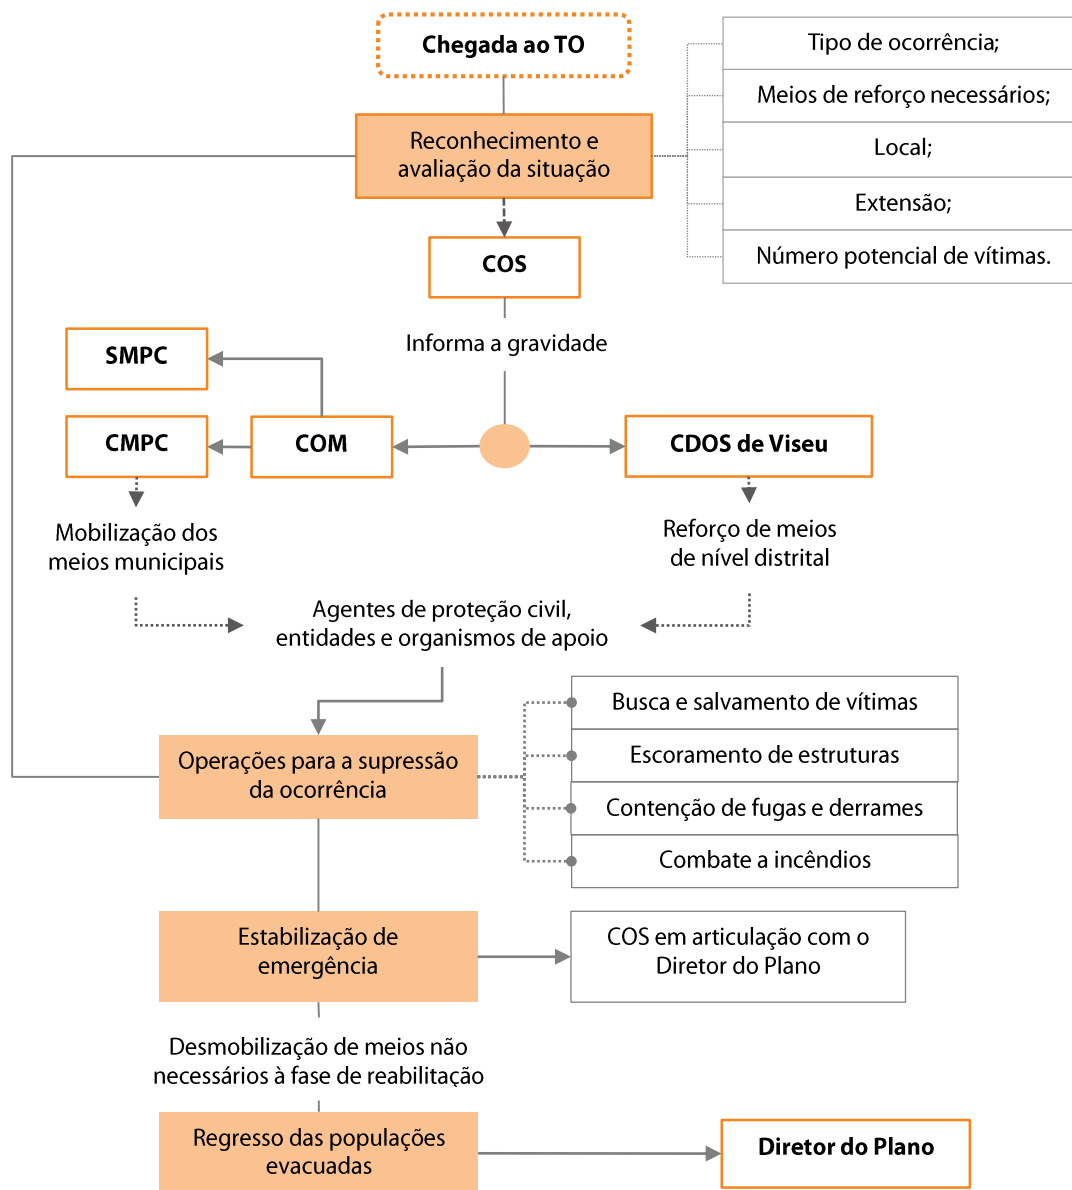 Chegada ao TO
Reconhecimento e
avaliação da situação
Tipo de ocorrência;
Meios de reforço necessários;
Local;
Extensão;
Número potencial de vítimas.
COS
Informa a gravidade
SMPC
CMPC
COM
CDOS de Viseu
Mobilização dos
meios municipais
Reforço de meios
de nível distrital
Agentes de proteção civil,
entidades e organismos de apoio
Operações para a supressão
da ocorrência
Busca e salvamento de vítimas
Escoramento de estruturas
Contenção de fugas e derrames
Combate a incêndios
Estabilização de
emergência
COS em articulação com o
Diretor do Plano
Desmobilização de meios não
necessários à fase de reabilitação
Regresso das populações
evacuadas
Diretor do Plano